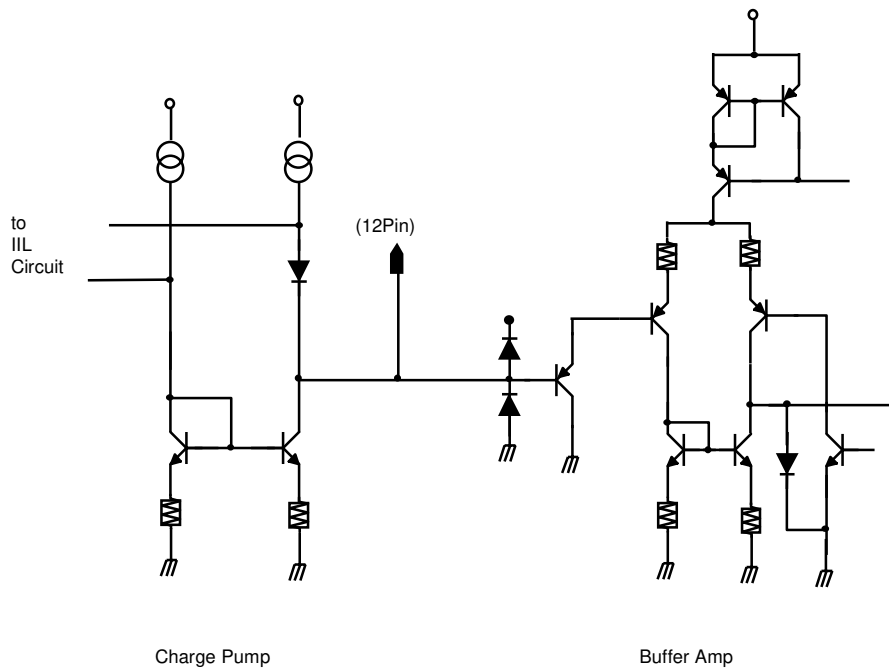 to
IIL
Circuit
(12Pin)
Charge Pump
Buffer Amp